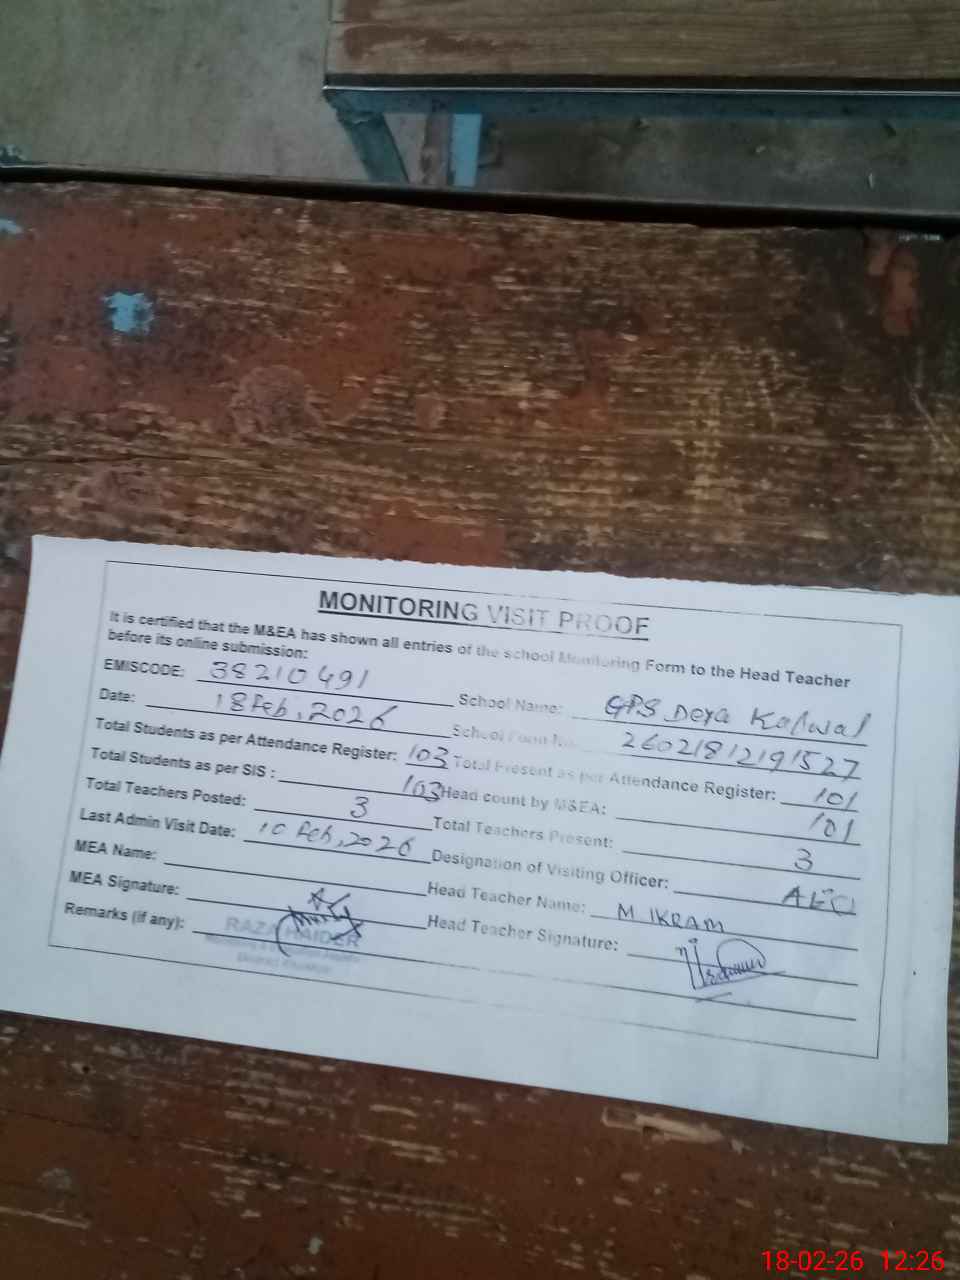 MONITORING VISIT PROOF
It is certified that the M&EA has shown all entries of the school Monitoring Form to the Head Teacher
before its online submission:
EMISCODE: 38210491 School Name: GPS Dera Kalwal
Date: 18 Feb, 2026 School Form No. 260218121911527
Total Students as per Attendance Register: 103 Total Present as per Attendance Register: 101
Total Students as per SIS : 103 Head count by M&EA: 101
Total Teachers Posted: 3 Total Teachers Present: 3
Last Admin Visit Date: 10 Feb, 2026 Designation of Visiting Officer: AEO
MEA Name: Head Teacher Name: M IKRAM
MEA Signature: Head Teacher Signature:
Remarks (if any): RAZA HAIDER
18-02-26 12:26